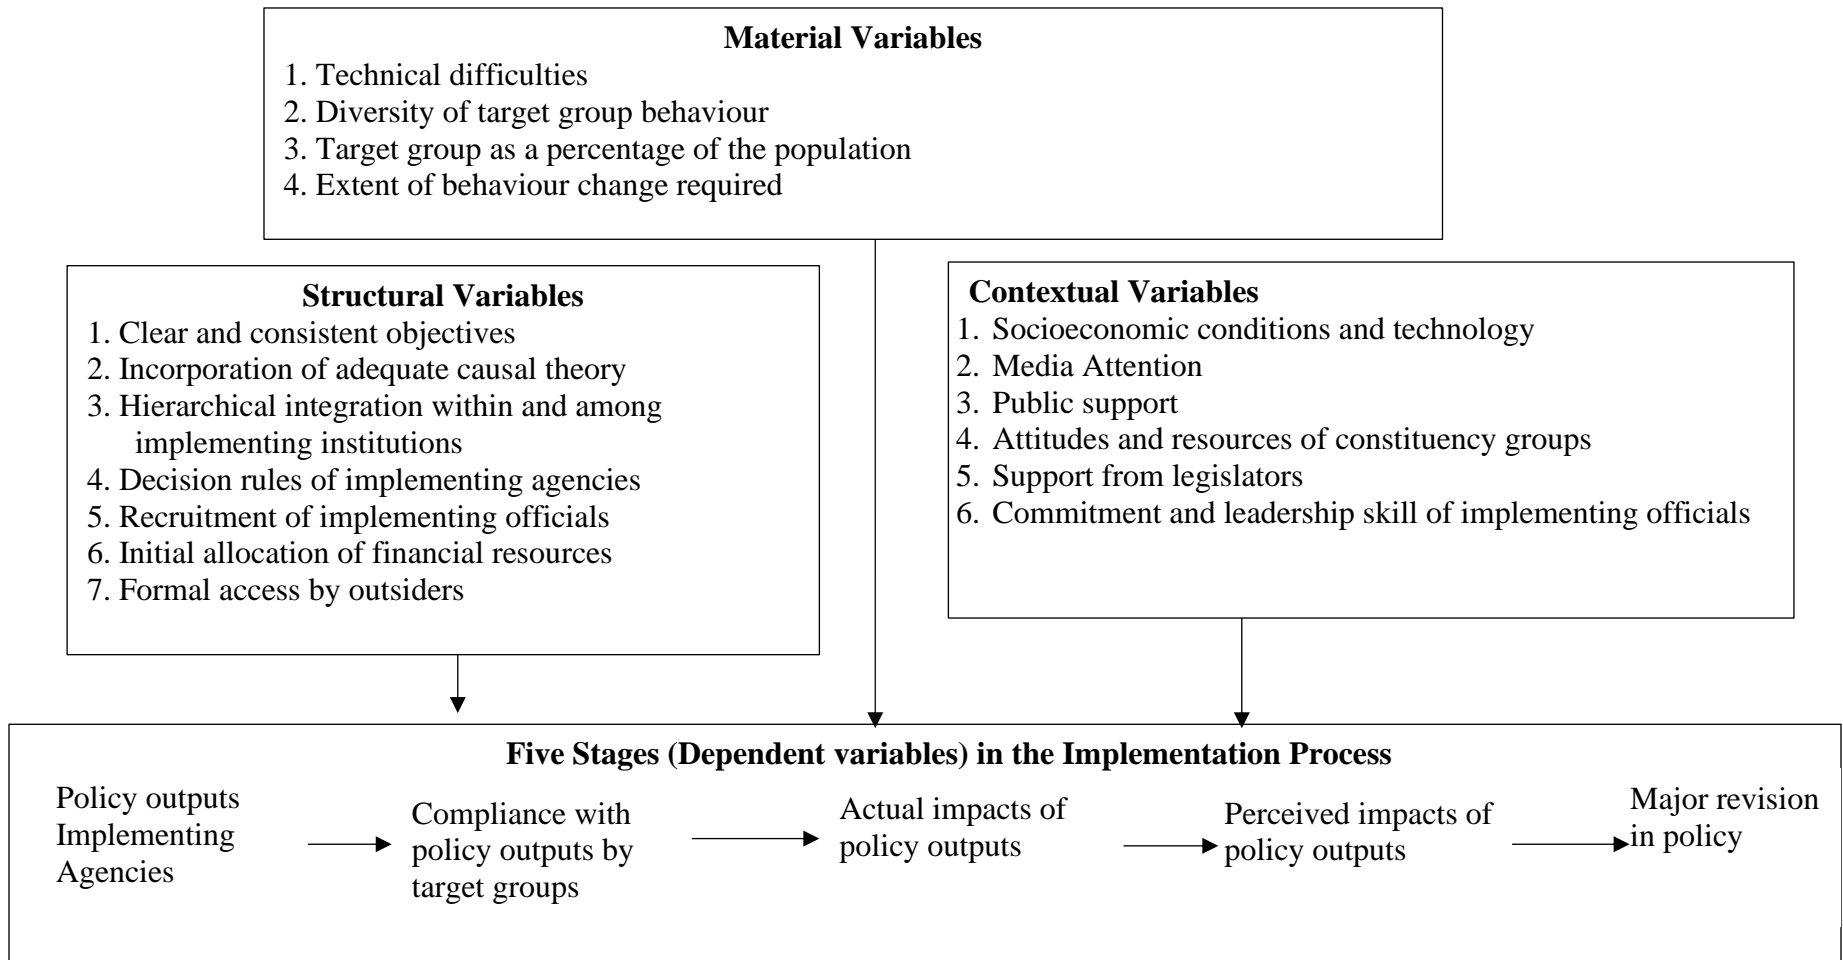 Material Variables
1. Technical difficulties
2. Diversity of target group behaviour
3. Target group as a percentage of the population
4. Extent of behaviour change required
Structural Variables
1. Clear and consistent objectives
2. Incorporation of adequate causal theory
3. Hierarchical integration within and among
implementing institutions
4. Decision rules of implementing agencies
5. Recruitment of implementing officials
6. Initial allocation of financial resources
7. Formal access by outsiders
Contextual Variables
1. Socioeconomic conditions and technology
2. Media Attention
3. Public support
4. Attitudes and resources of constituency groups
5. Support from legislators
6. Commitment and leadership skill of implementing officials
Five Stages (Dependent variables) in the Implementation Process
Policy outputs
Implementing
Agencies
Compliance with
policy outputs by
target groups
Actual impacts of
policy outputs
Perceived impacts of
policy outputs
Major revision
in policy